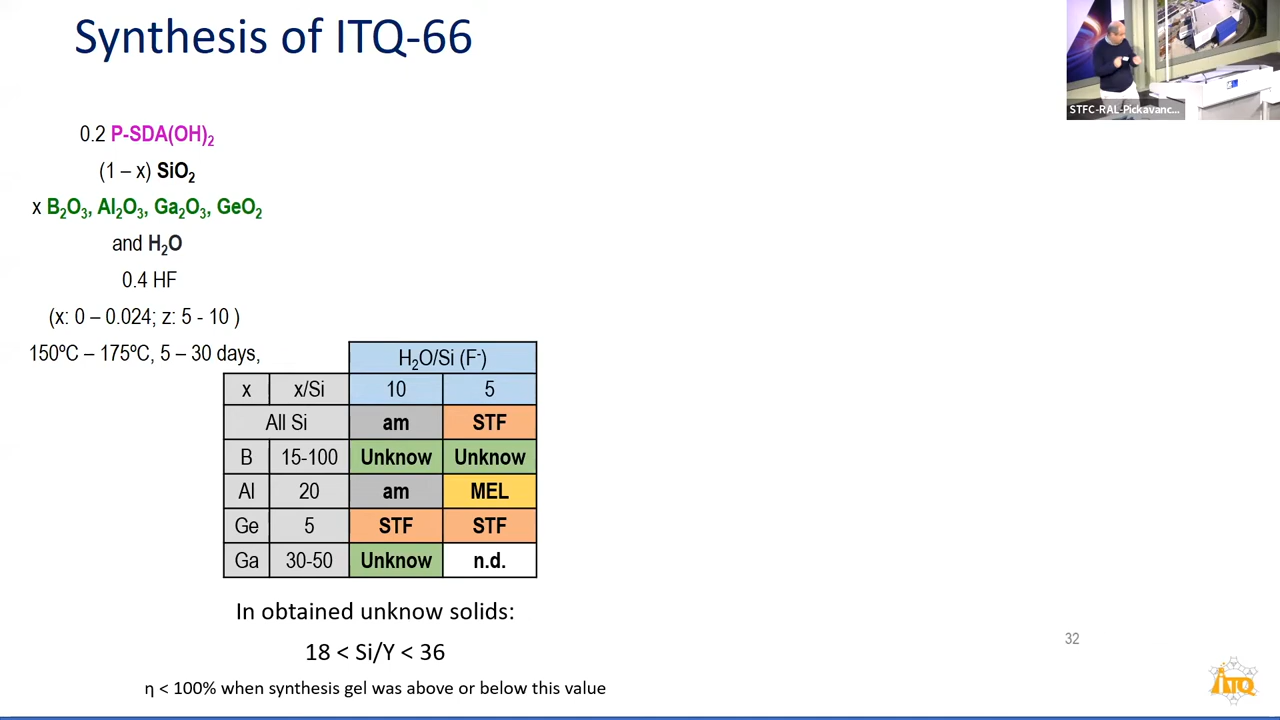 Synthesis of ITQ-66
STFC-RAL-Pickavanc...
0.2 P-SDA(OH)₂
(1 – x) SiO₂
x B₂O₃, Al₂O₃, Ga₂O₃, GeO₂
and H₂O
0.4 HF
(x: 0 – 0.024; z: 5 - 10 )
150ºC – 175ºC, 5 – 30 days,
H₂O/Si (F⁻)
x x/Si 10 5
All Si am STF
B 15-100 Unknow Unknow
Al 20 am MEL
Ge 5 STF STF
Ga 30-50 Unknow n.d.
In obtained unknow solids:
18 < Si/Y < 36
η < 100% when synthesis gel was above or below this value
32
ITQ